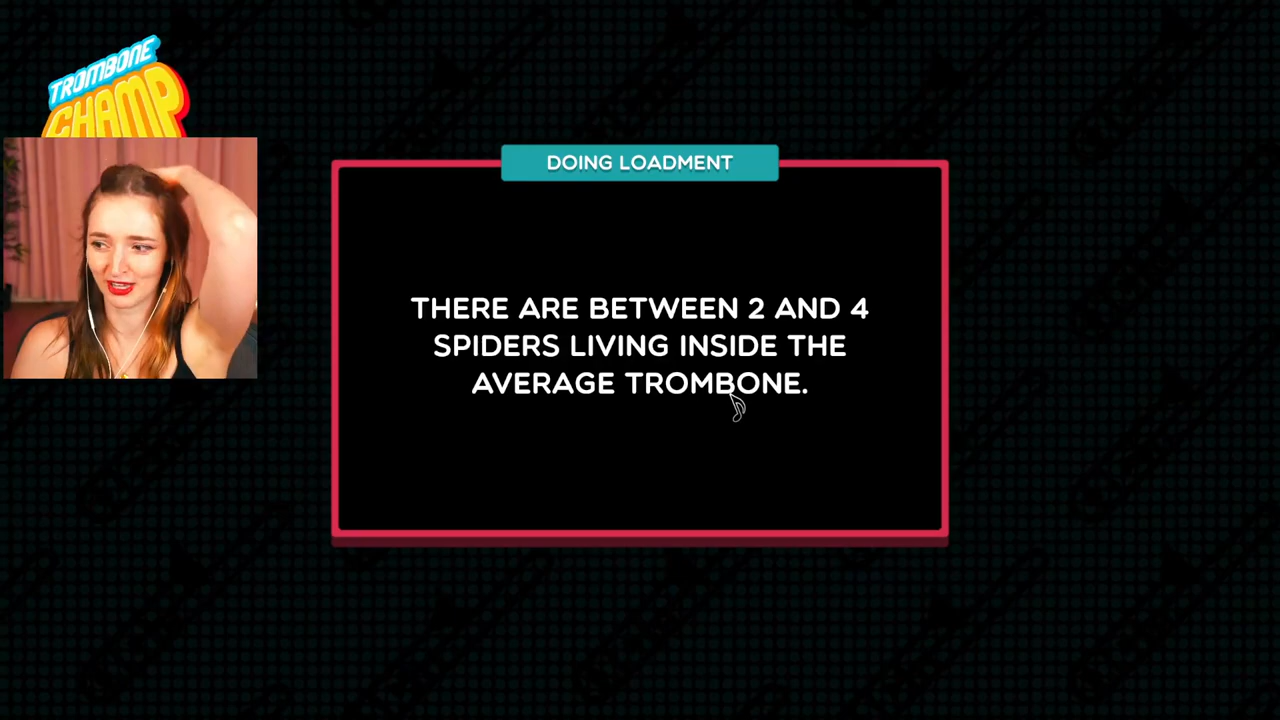 TROMBONE
CHAMP
DOING LOADMENT
THERE ARE BETWEEN 2 AND 4
SPIDERS LIVING INSIDE THE
AVERAGE TROMBONE.